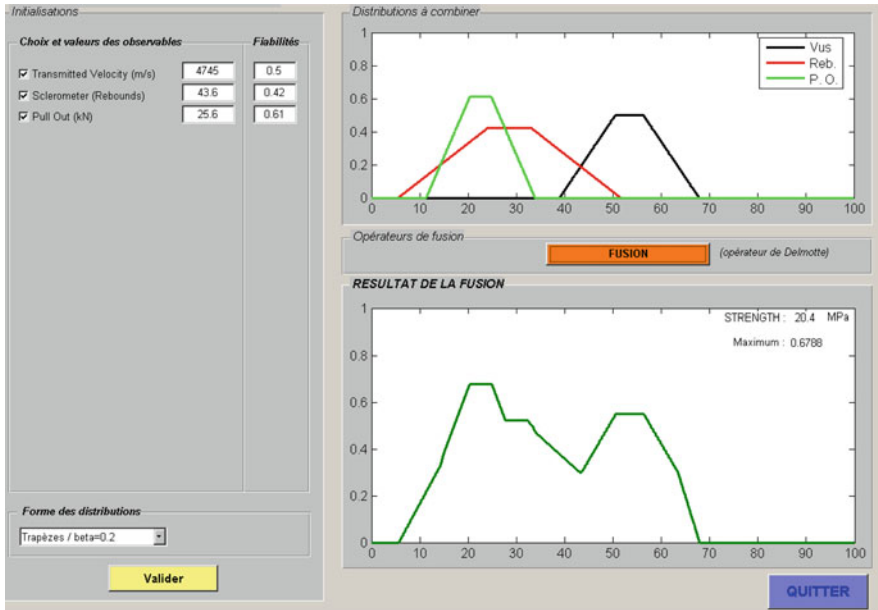 Initialisations
Choix et valeurs des observables
Fiabilités
Transmitted Velocity (m/s) 4745 0.5
Sclerometer (Rebounds) 43.6 0.42
Pull Out (kN) 25.6 0.61
Forme des distributions
Trapèzes / beta=0.2
Valider
Distributions à combiner
1
0.8
0.6
0.4
0.2
0
0 10 20 30 40 50 60 70 80 90 100
Vus
Reb.
P. O.
Opérateurs de fusion
FUSION (opérateur de Delmotte)
RESULTAT DE LA FUSION
STRENGTH : 20.4 MPa
Maximum : 0.6788
1
0.8
0.6
0.4
0.2
0
0 10 20 30 40 50 60 70 80 90 100
QUITTER